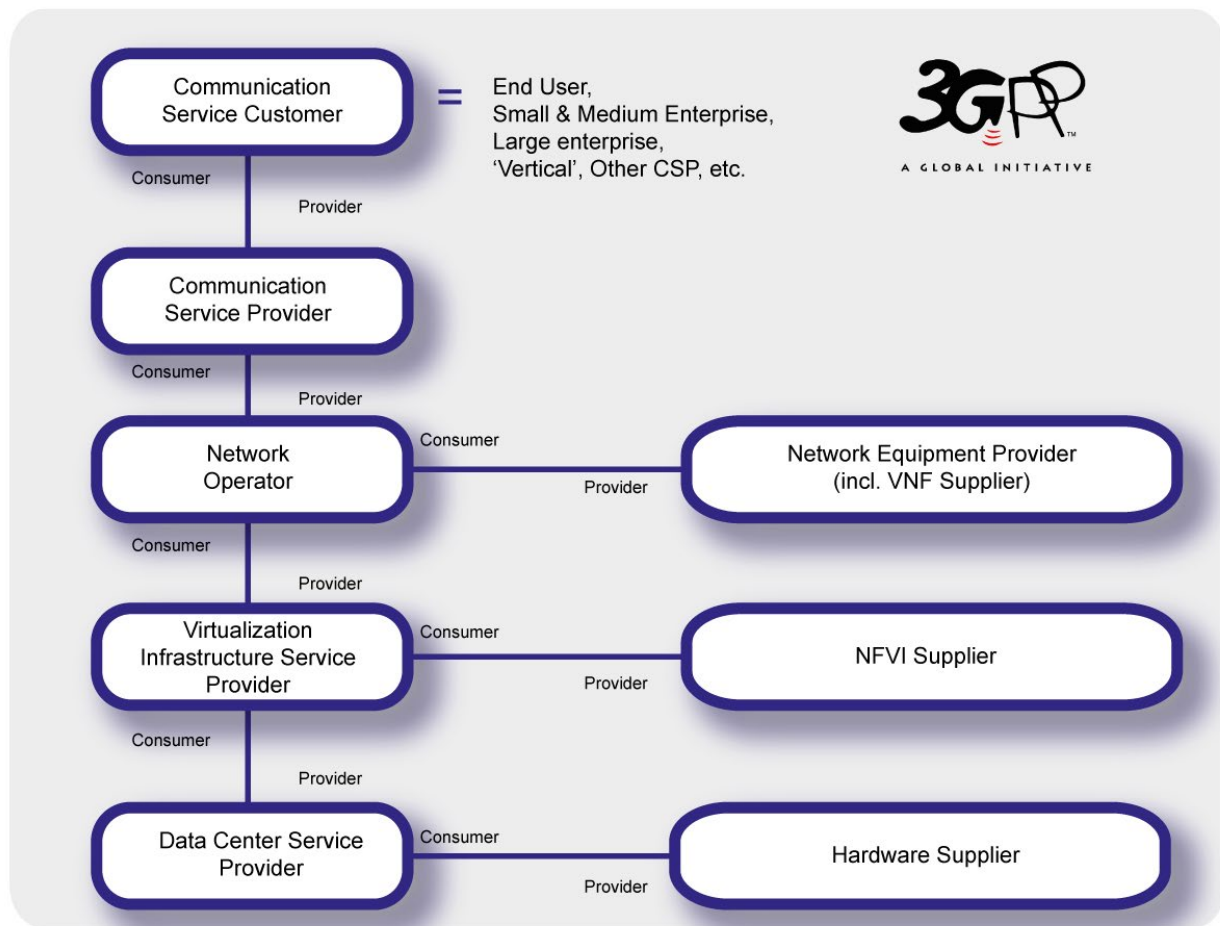 Communication
Service Customer
=
End User,
Small & Medium Enterprise,
Large enterprise,
‘Vertical’, Other CSP, etc.
3GPP
TM
A GLOBAL INITIATIVE
Consumer
Provider
Communication
Service Provider
Consumer
Provider
Network
Operator
Consumer
Provider
Network Equipment Provider
(incl. VNF Supplier)
Consumer
Provider
Virtualization
Infrastructure Service
Provider
Consumer
Provider
NFVI Supplier
Consumer
Provider
Data Center Service
Provider
Consumer
Provider
Hardware Supplier